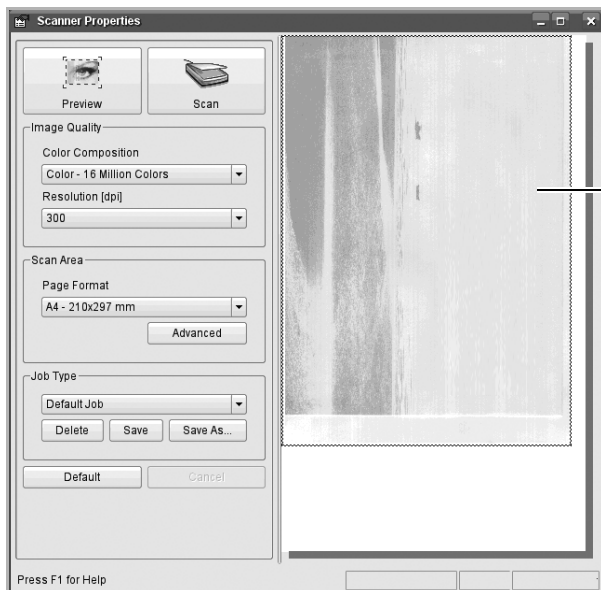 Scanner Properties
Preview
Scan
Image Quality
Color Composition
Color - 16 Million Colors
Resolution [dpi]
300
Scan Area
Page Format
A4 - 210x297 mm
Advanced
Job Type
Default Job
Delete
Save
Save As...
Default
Cancel
Press F1 for Help